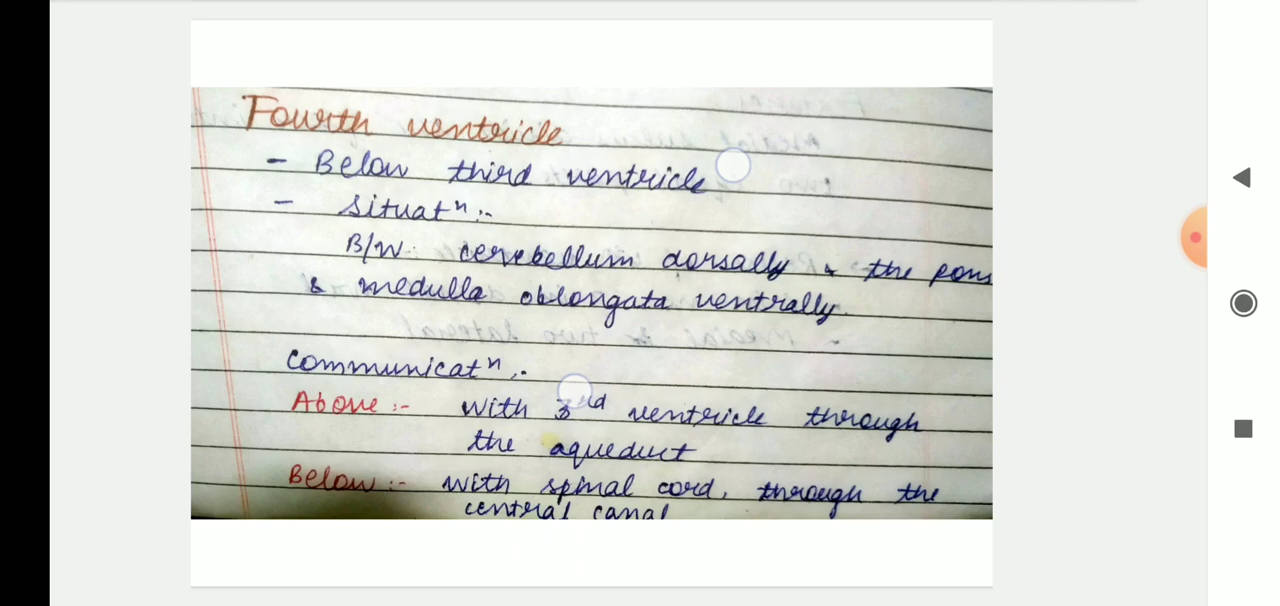 Fourth ventricle
- Below third ventricle
- Situatⁿ :-
B/W cerebellum dorsally & the pons
& medulla oblongata ventrally.
Communicatⁿ :-
Above :- with 3rd ventricle through
the aqueduct
Below :- with spinal cord, through the
central canal